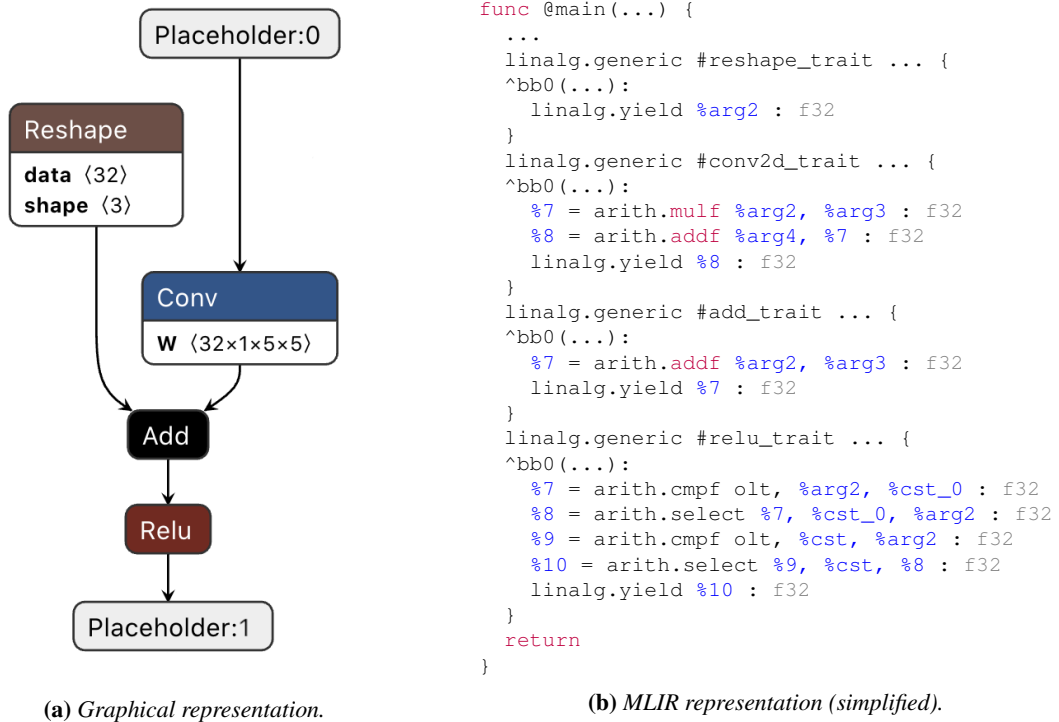 Placeholder:0
Reshape
data ⟨32⟩
shape ⟨3⟩
Conv
W ⟨32×1×5×5⟩
Add
Relu
Placeholder:1
(a) Graphical representation.
func @main(...) {
  ...
  linalg.generic #reshape_trait ... {
  ^bb0(...):
    linalg.yield %arg2 : f32
  }
  linalg.generic #conv2d_trait ... {
  ^bb0(...):
    %7 = arith.mulf %arg2, %arg3 : f32
    %8 = arith.addf %arg4, %7 : f32
    linalg.yield %8 : f32
  }
  linalg.generic #add_trait ... {
  ^bb0(...):
    %7 = arith.addf %arg2, %arg3 : f32
    linalg.yield %7 : f32
  }
  linalg.generic #relu_trait ... {
  ^bb0(...):
    %7 = arith.cmpf olt, %arg2, %cst_0 : f32
    %8 = arith.select %7, %cst_0, %arg2 : f32
    %9 = arith.cmpf olt, %cst, %arg2 : f32
    %10 = arith.select %9, %cst, %8 : f32
    linalg.yield %10 : f32
  }
  return
}
(b) MLIR representation (simplified).